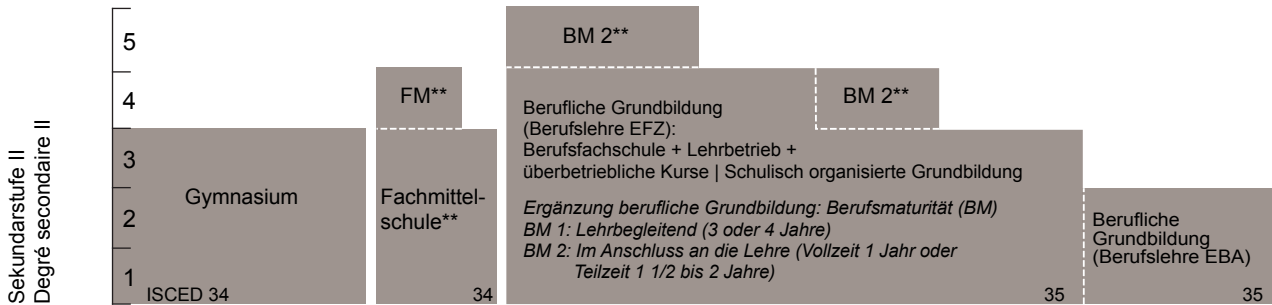 Sekundarstufe II
Degré secondaire II
5
4
3
2
1
Gymnasium
ISCED 34
FM**
Fachmittel-
schule**
34
BM 2**
BM 2**
Berufliche Grundbildung
(Berufslehre EFZ):
Berufsfachschule + Lehrbetrieb +
überbetriebliche Kurse | Schulisch organisierte Grundbildung
Ergänzung berufliche Grundbildung: Berufsmaturität (BM)
BM 1: Lehrbegleitend (3 oder 4 Jahre)
BM 2: Im Anschluss an die Lehre (Vollzeit 1 Jahr oder
Teilzeit 1 1/2 bis 2 Jahre)
35
Berufliche
Grundbildung
(Berufslehre EBA)
35